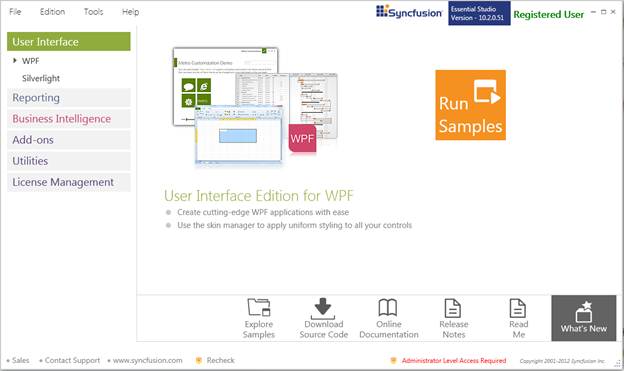 File Edition Tools Help
Syncfusion
Essential Studio
Version - 10.2.0.51
Registered User
User Interface
WPF
Silverlight
Reporting
Business Intelligence
Add-ons
Utilities
License Management
Metro Customization Demo
WPF
Run
Samples
User Interface Edition for WPF
Create cutting-edge WPF applications with ease
Use the skin manager to apply uniform styling to all your controls
Explore
Samples
Download
Source Code
Online
Documentation
Release
Notes
Read
Me
What's New
Sales Contact Support www.syncfusion.com Recheck
Administrator Level Access Required
Copyright 2001-2012 Syncfusion Inc.